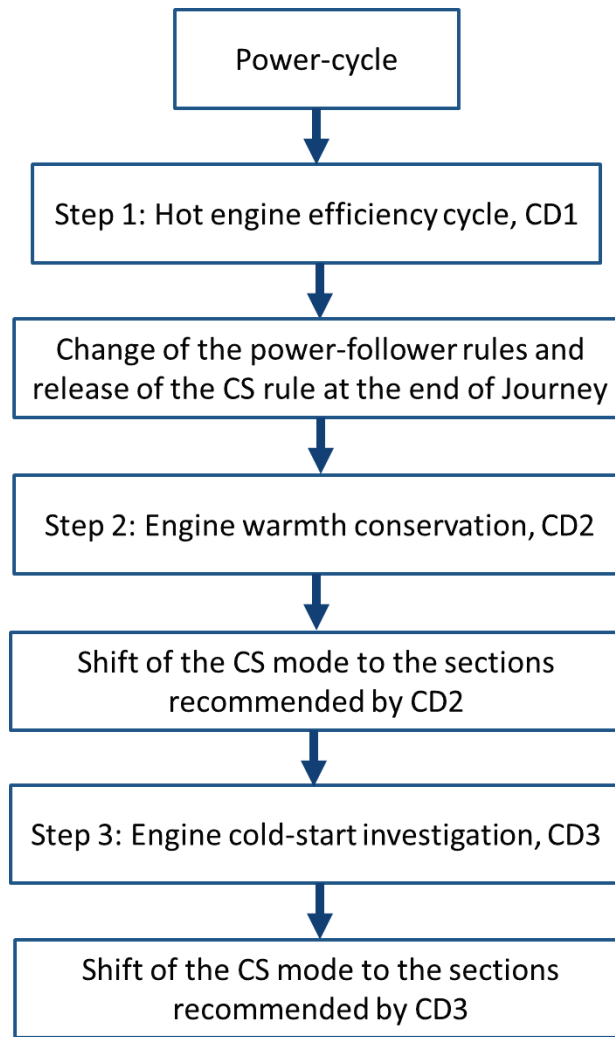 Power-cycle
Step 1: Hot engine efficiency cycle, CD1
Change of the power-follower rules and
release of the CS rule at the end of Journey
Step 2: Engine warmth conservation, CD2
Shift of the CS mode to the sections
recommended by CD2
Step 3: Engine cold-start investigation, CD3
Shift of the CS mode to the sections
recommended by CD3